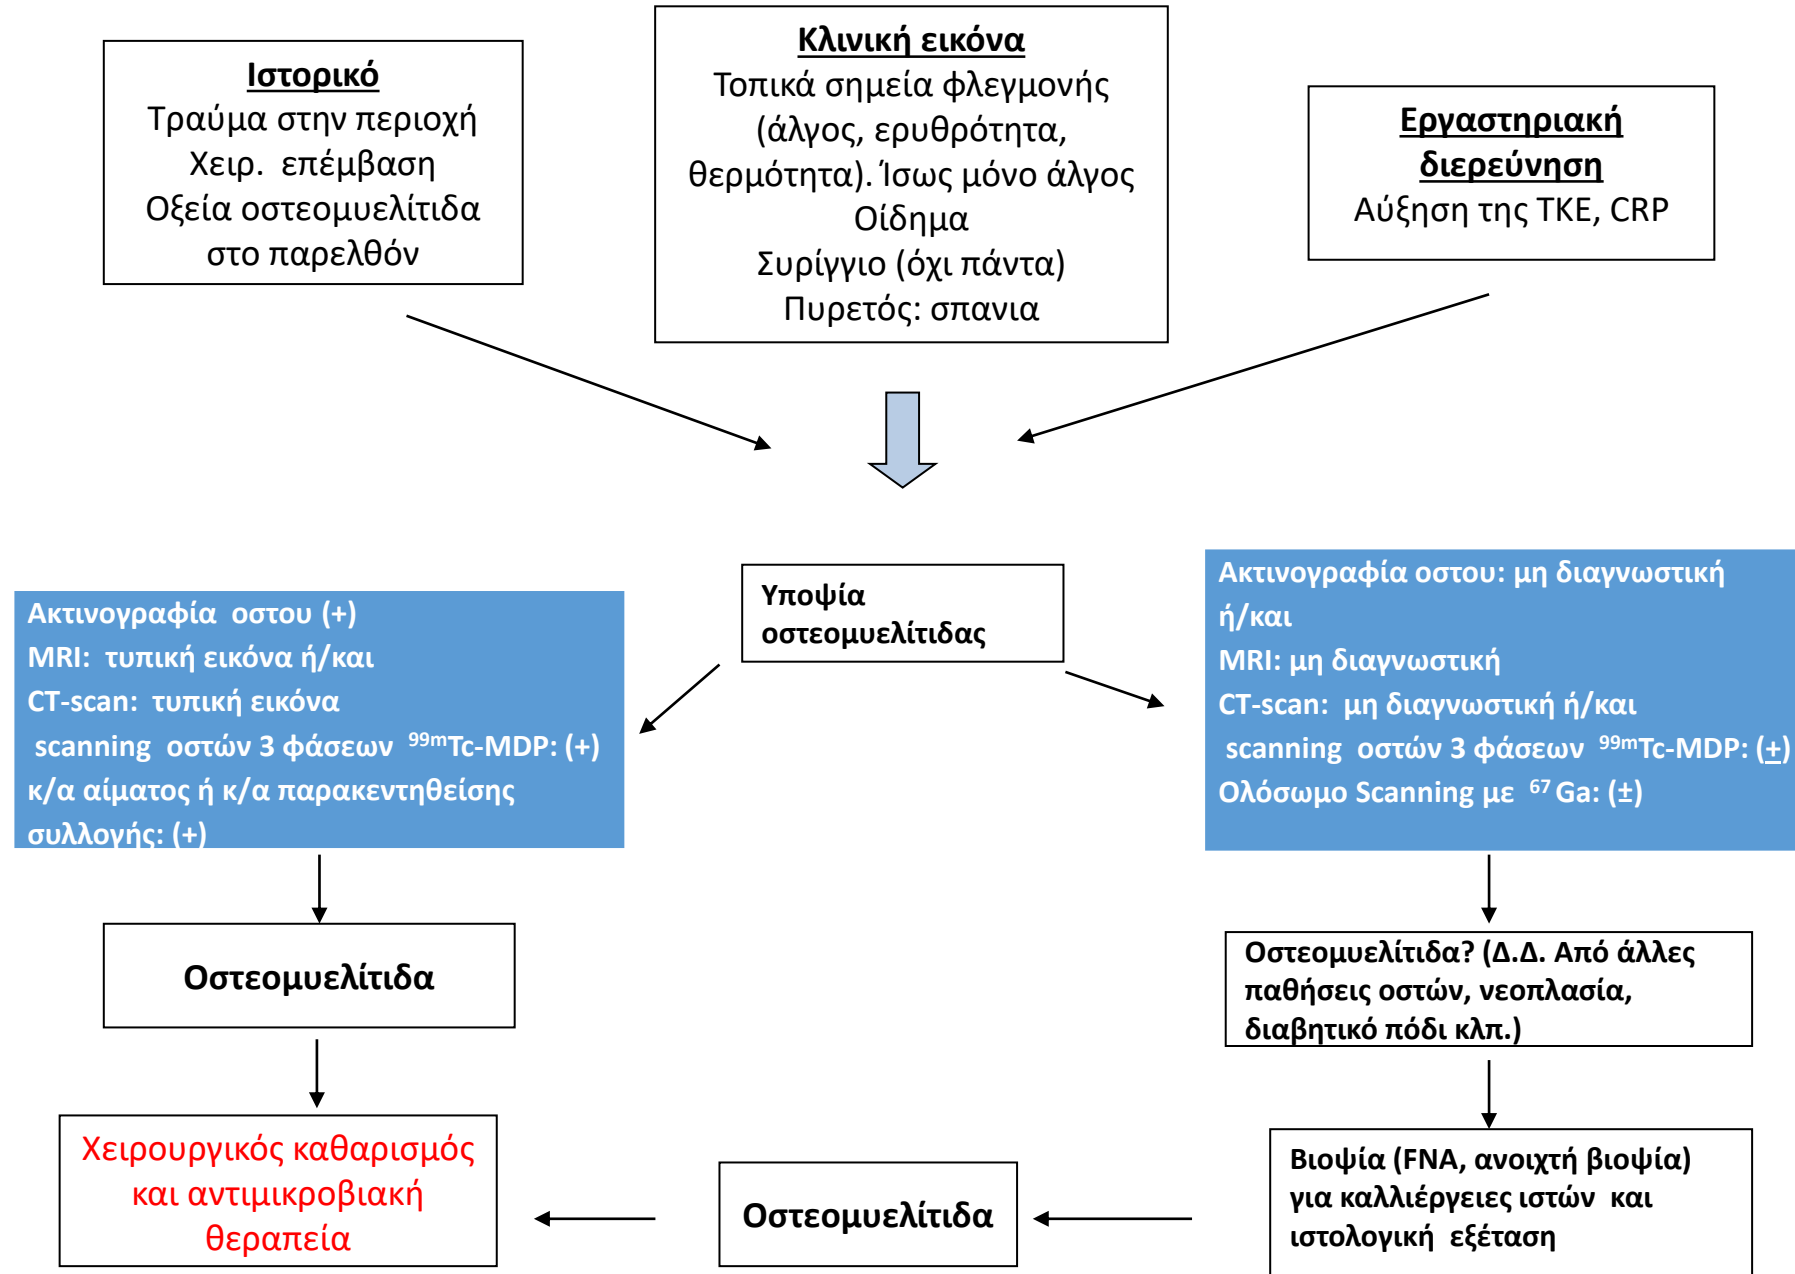 Ιστορικό
Τραύμα στην περιοχή
Χειρ. επέμβαση
Οξεία οστεομυελίτιδα
στο παρελθόν
Κλινική εικόνα
Τοπικά σημεία φλεγμονής
(άλγος, ερυθρότητα,
θερμότητα). Ίσως μόνο άλγος
Οίδημα
Συρίγγιο (όχι πάντα)
Πυρετός: σπανια
Εργαστηριακή
διερεύνηση
Αύξηση της ΤΚΕ, CRP
Υποψία
οστεομυελίτιδας
Ακτινογραφία οστου (+)
MRI: τυπική εικόνα ή/και
CT-scan: τυπική εικόνα
scanning οστών 3 φάσεων ⁹⁹ᵐTc-MDP: (+)
κ/α αίματος ή κ/α παρακεντηθείσης
συλλογής: (+)
Ακτινογραφία οστου: μη διαγνωστική
ή/και
MRI: μη διαγνωστική
CT-scan: μη διαγνωστική ή/και
scanning οστών 3 φάσεων ⁹⁹ᵐTc-MDP: (±)
Ολόσωμο Scanning με ⁶⁷ Ga: (±)
Οστεομυελίτιδα
Οστεομυελίτιδα? (Δ.Δ. Από άλλες
παθήσεις οστών, νεοπλασία,
διαβητικό πόδι κλπ.)
Χειρουργικός καθαρισμός
και αντιμικροβιακή
θεραπεία
Οστεομυελίτιδα
Βιοψία (FNA, ανοιχτή βιοψία)
για καλλιέργειες ιστών και
ιστολογική εξέταση